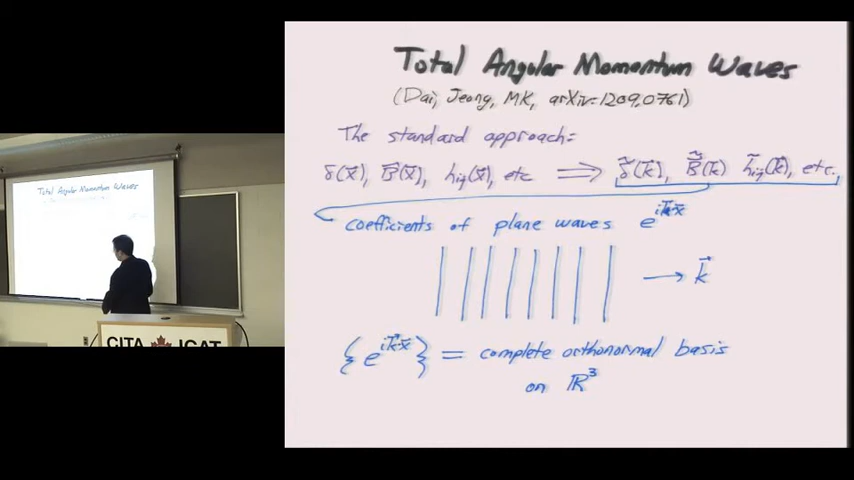 Total Angular Momentum Waves
(Dai, Jeong, MK, arXiv:1209.0761)
The standard approach:
δ(x⃗), B⃗(x⃗), hij(x⃗), etc ⟹ δ̃(k⃗), B̃⃗(k⃗) h̃ij(k⃗), etc.
coefficients of plane waves e^{ik⃗·x⃗}
→ k⃗
{e^{ik⃗·x⃗}} = complete orthonormal basis
on ℝ³
Total Angular Momentum Waves
CITA ICAT